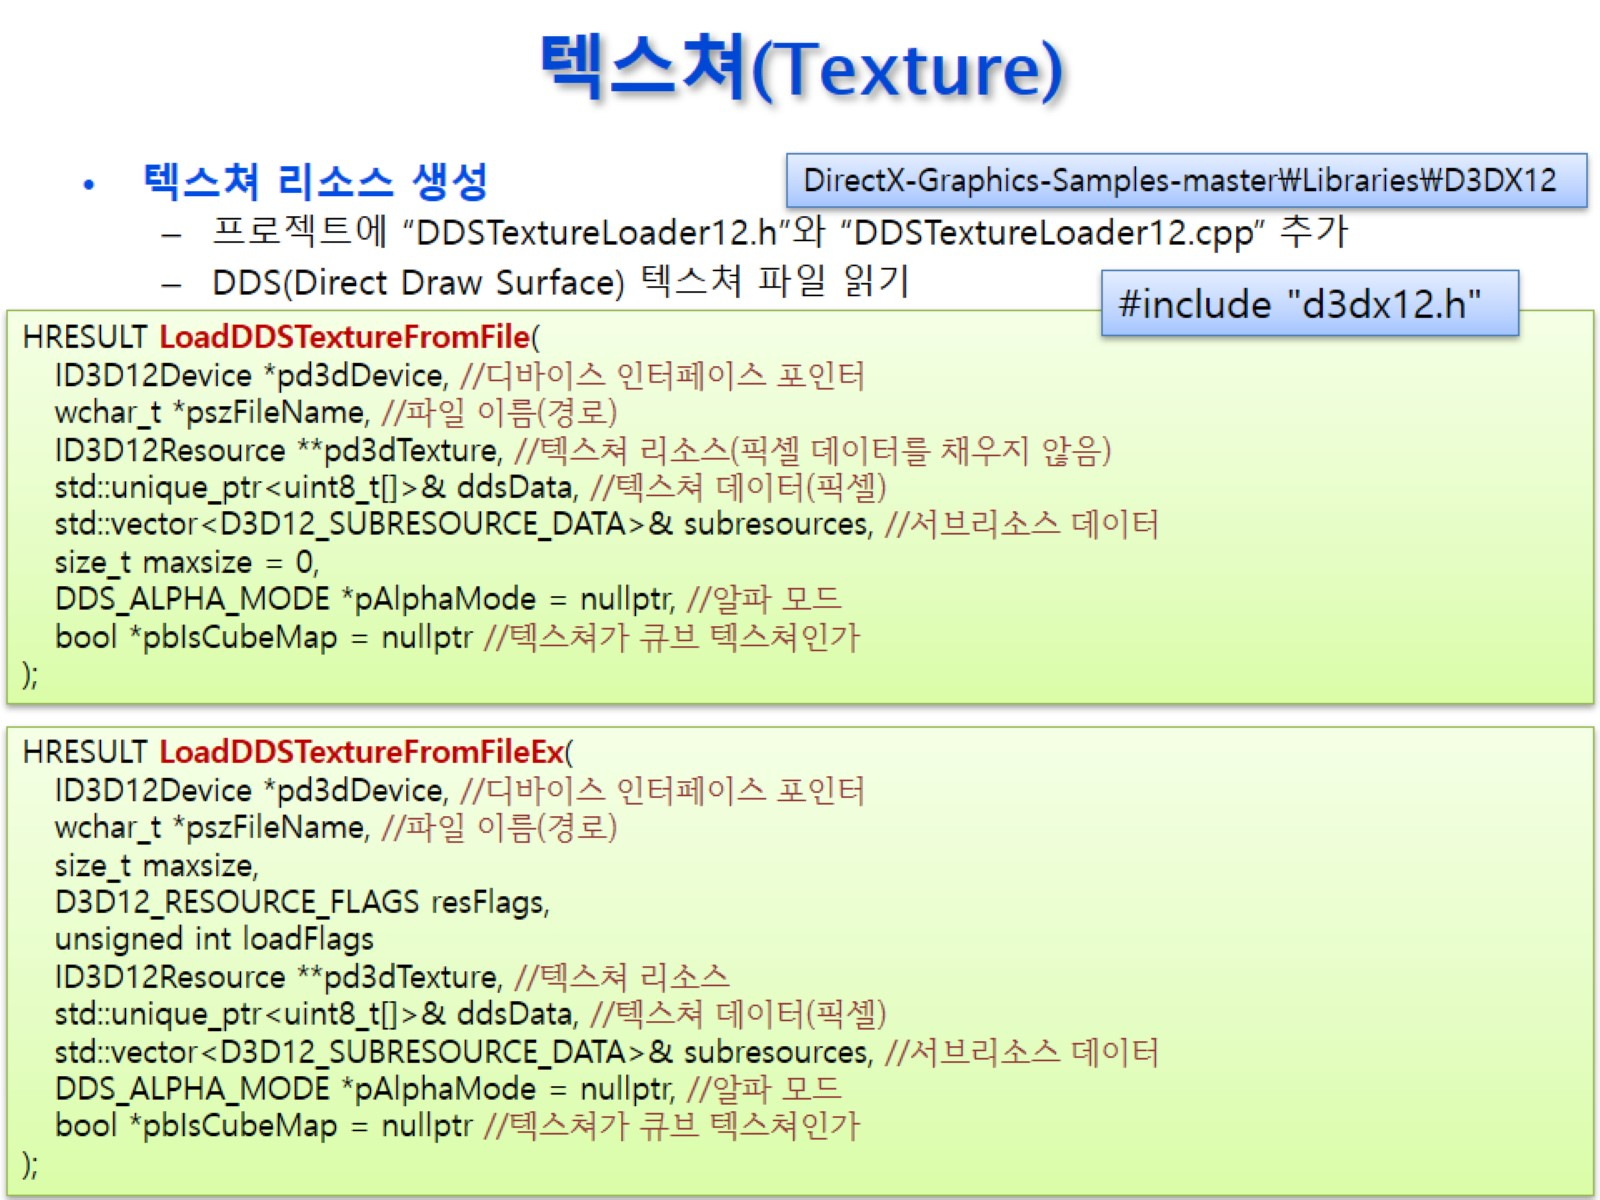 텍스쳐(Texture)
• 텍스쳐 리소스 생성
DirectX-Graphics-Samples-master₩Libraries₩D3DX12
– 프로젝트에 “DDSTextureLoader12.h”와 “DDSTextureLoader12.cpp” 추가
– DDS(Direct Draw Surface) 텍스쳐 파일 읽기
#include "d3dx12.h"
HRESULT LoadDDSTextureFromFile(
ID3D12Device *pd3dDevice, //디바이스 인터페이스 포인터
wchar_t *pszFileName, //파일 이름(경로)
ID3D12Resource **pd3dTexture, //텍스쳐 리소스(픽셀 데이터를 채우지 않음)
std::unique_ptr<uint8_t[]>& ddsData, //텍스쳐 데이터(픽셀)
std::vector<D3D12_SUBRESOURCE_DATA>& subresources, //서브리소스 데이터
size_t maxsize = 0,
DDS_ALPHA_MODE *pAlphaMode = nullptr, //알파 모드
bool *pbIsCubeMap = nullptr //텍스쳐가 큐브 텍스쳐인가
);
HRESULT LoadDDSTextureFromFileEx(
ID3D12Device *pd3dDevice, //디바이스 인터페이스 포인터
wchar_t *pszFileName, //파일 이름(경로)
size_t maxsize,
D3D12_RESOURCE_FLAGS resFlags,
unsigned int loadFlags
ID3D12Resource **pd3dTexture, //텍스쳐 리소스
std::unique_ptr<uint8_t[]>& ddsData, //텍스쳐 데이터(픽셀)
std::vector<D3D12_SUBRESOURCE_DATA>& subresources, //서브리소스 데이터
DDS_ALPHA_MODE *pAlphaMode = nullptr, //알파 모드
bool *pbIsCubeMap = nullptr //텍스쳐가 큐브 텍스쳐인가
);